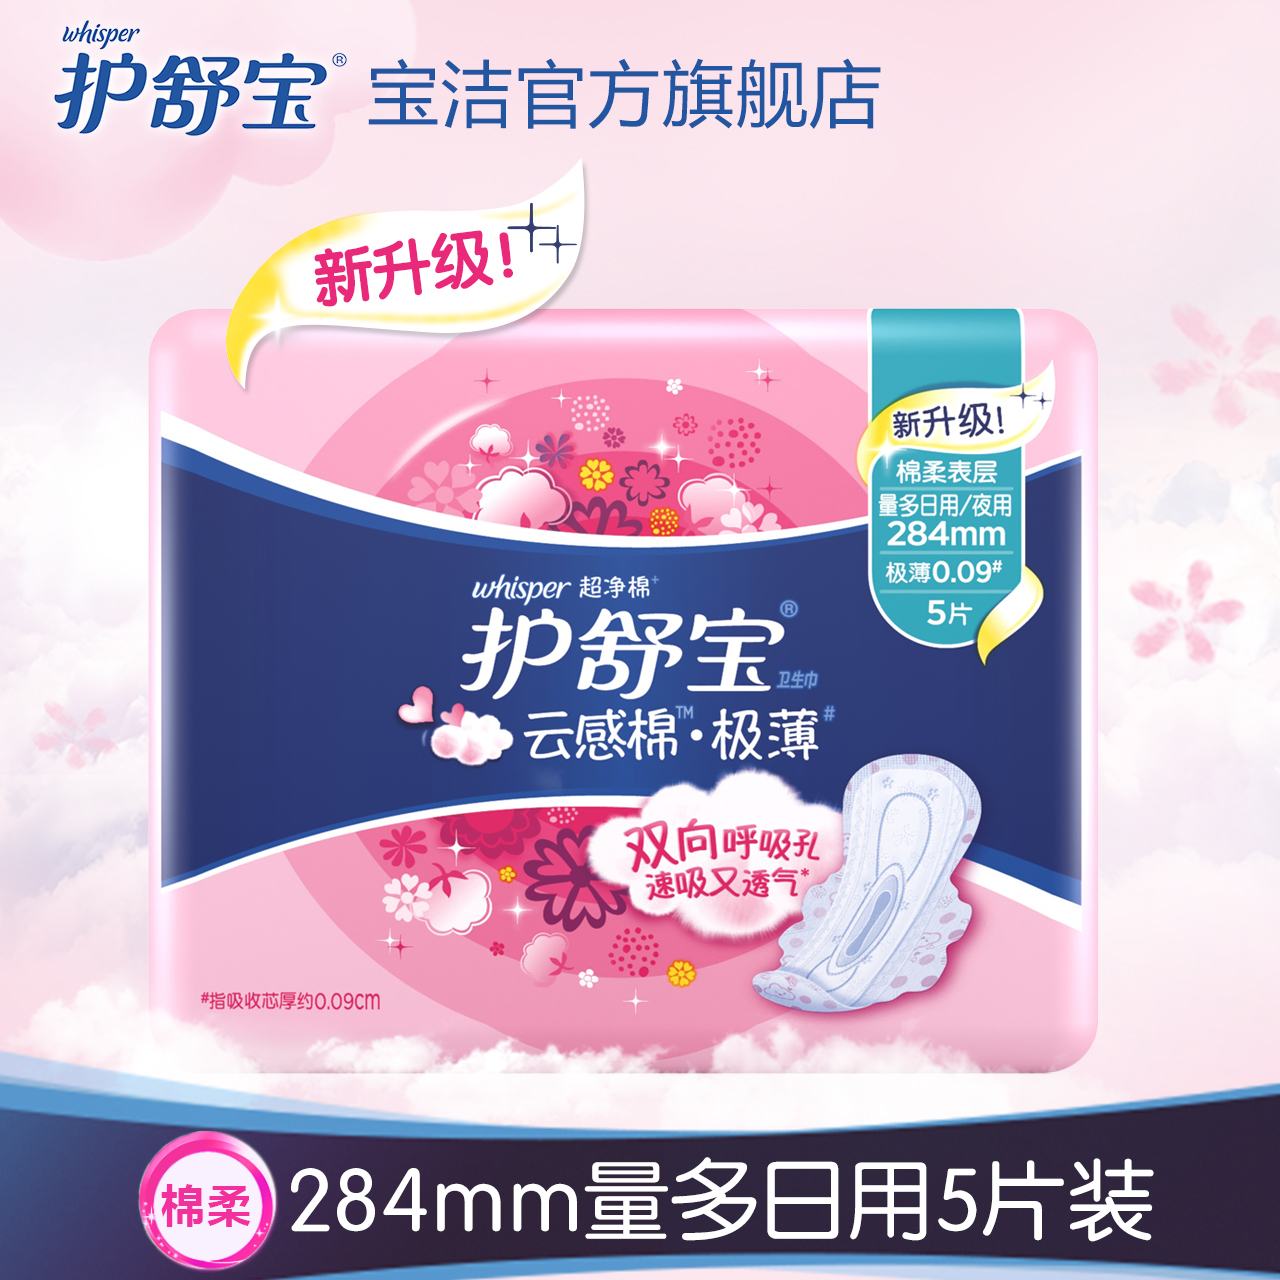 whisper
护舒宝® 宝洁官方旗舰店
新升级!
新升级!
棉柔表层
量多日用/夜用
284mm
极薄0.09#
5片
whisper 超净棉+
护舒宝®
卫生巾
云感棉™·极薄#
双向呼吸孔
速吸又透气*
#指吸收芯厚约0.09cm
棉柔
284mm量多日用5片装